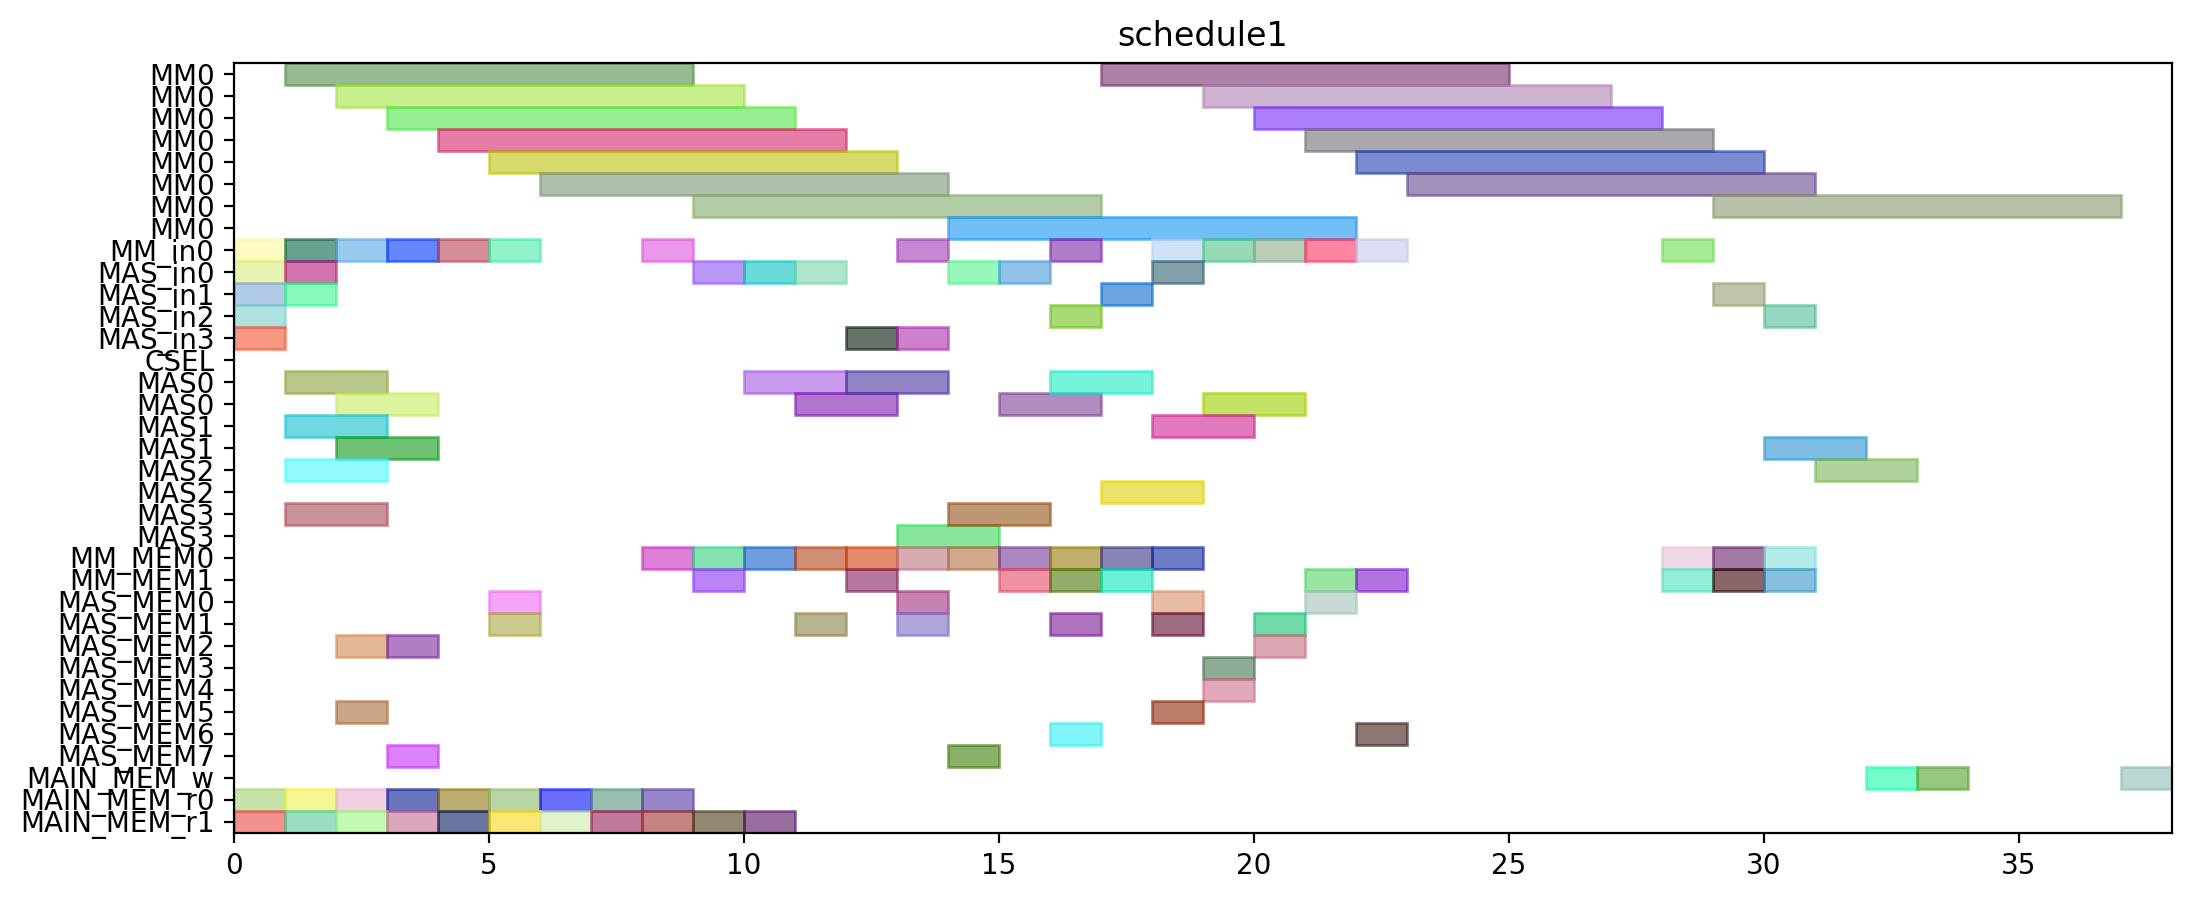 schedule1
MM0
MM0
MM0
MM0
MM0
MM0
MM0
MM0
MM_in0
MAS_in0
MAS_in1
MAS_in2
MAS_in3
CSEL
MAS0
MAS0
MAS1
MAS1
MAS2
MAS2
MAS3
MAS3
MM_MEM0
MM_MEM1
MAS_MEM0
MAS_MEM1
MAS_MEM2
MAS_MEM3
MAS_MEM4
MAS_MEM5
MAS_MEM6
MAS_MEM7
MAIN_MEM_w
MAIN_MEM_r0
MAIN_MEM_r1
0 5 10 15 20 25 30 35